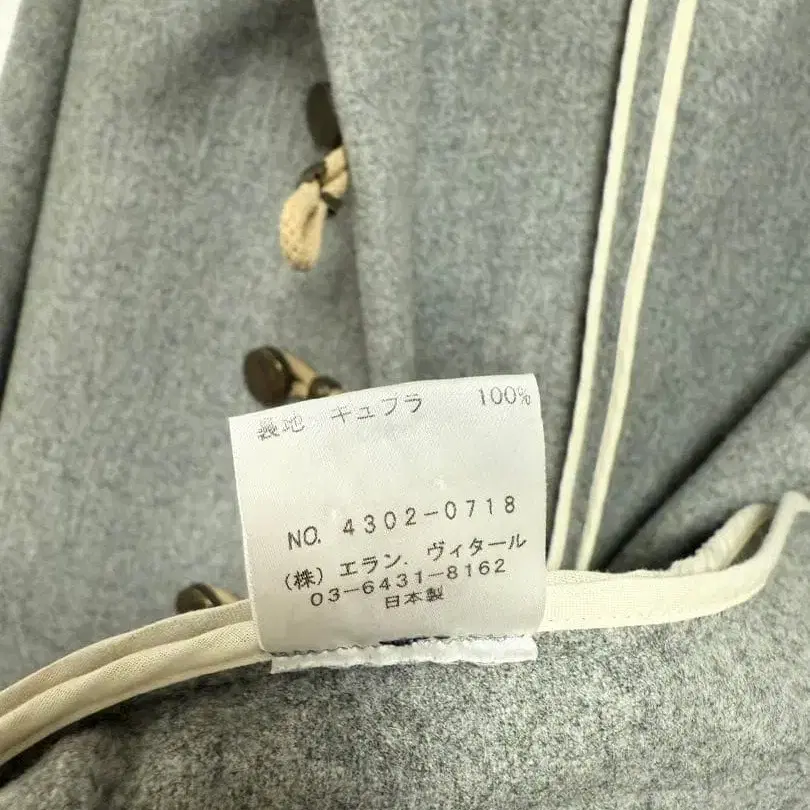 裏地 キュプラ 100%
NO. 4302-0718
(株) エラン.ヴィタール
03-6431-8162
日本製